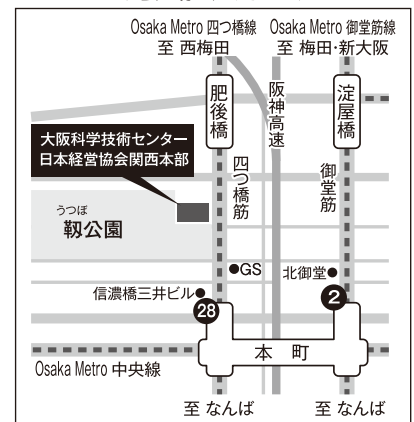 Osaka Metro 四つ橋線
至 西梅田
Osaka Metro 御堂筋線
至 梅田・新大阪
肥後橋
阪神高速
淀屋橋
大阪科学技術センター
日本経営協会関西本部
四つ橋筋
御堂筋
うつぼ
靱公園
GS
北御堂
信濃橋三井ビル
28
2
本町
Osaka Metro 中央線
至 なんば
至 なんば